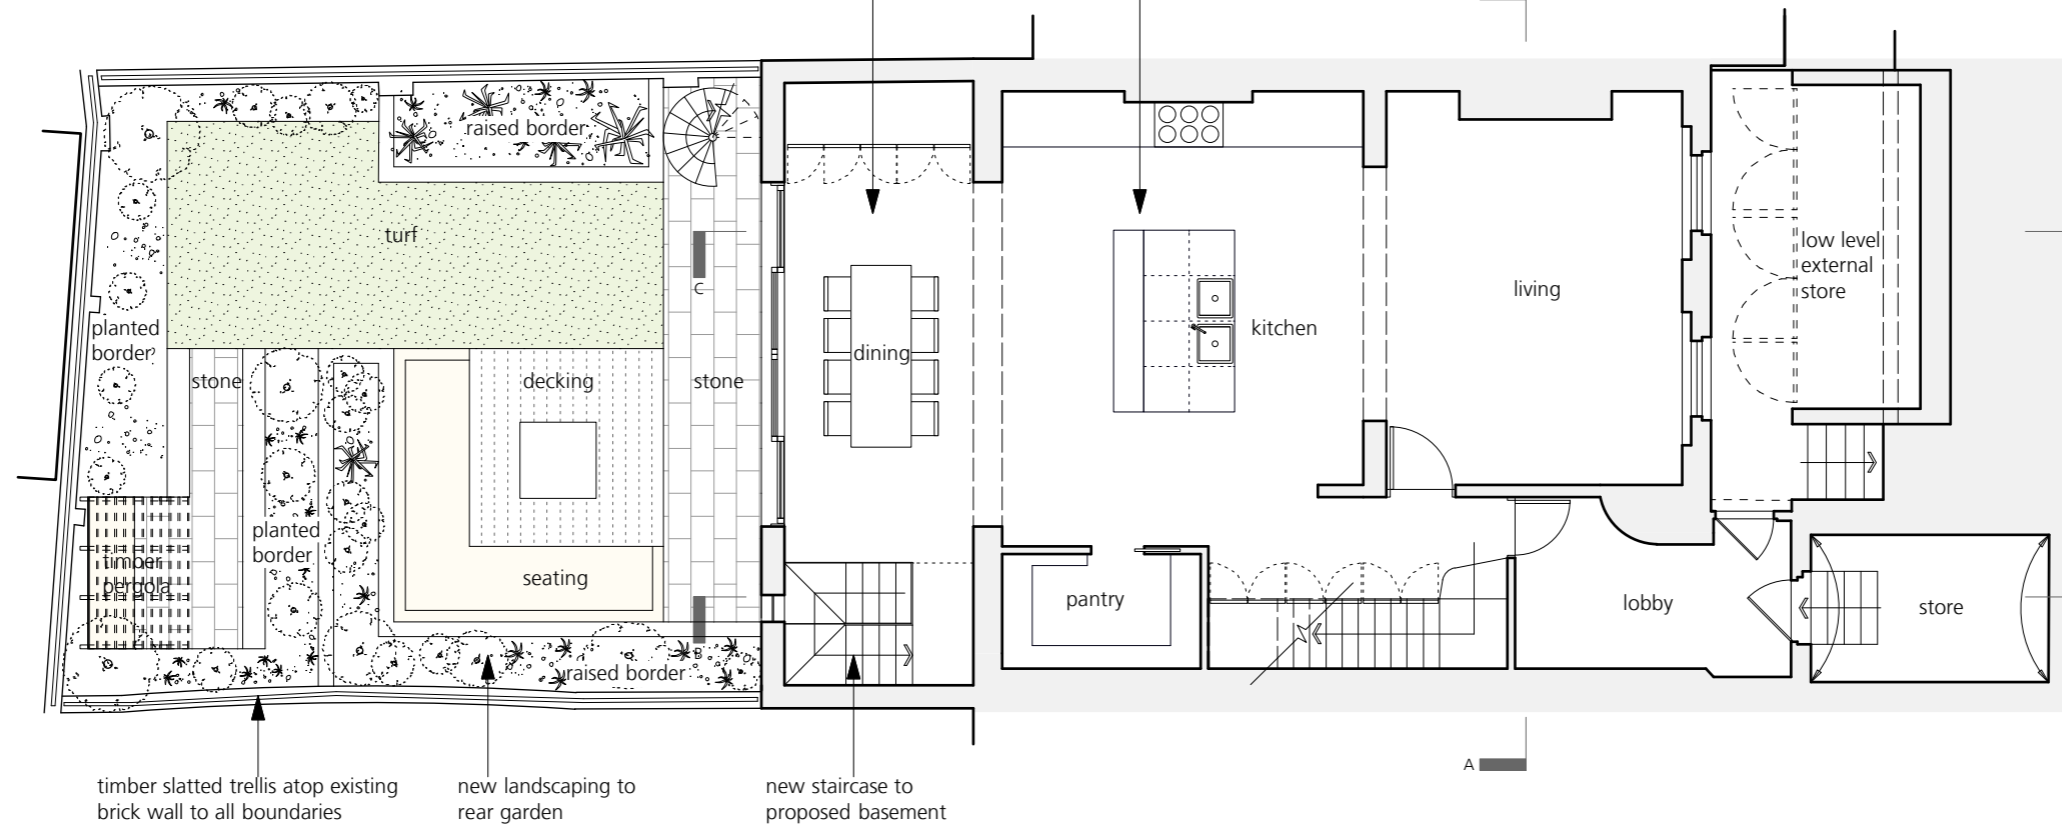 raised border
turf
C
low level
external
store
living
planted
border
kitchen
dining
stone
decking
stone
planted
border
timber
pergola
seating
pantry
lobby
store
B
raised border
A
timber slatted trellis atop existing
brick wall to all boundaries
new landscaping to
rear garden
new staircase to
proposed basement